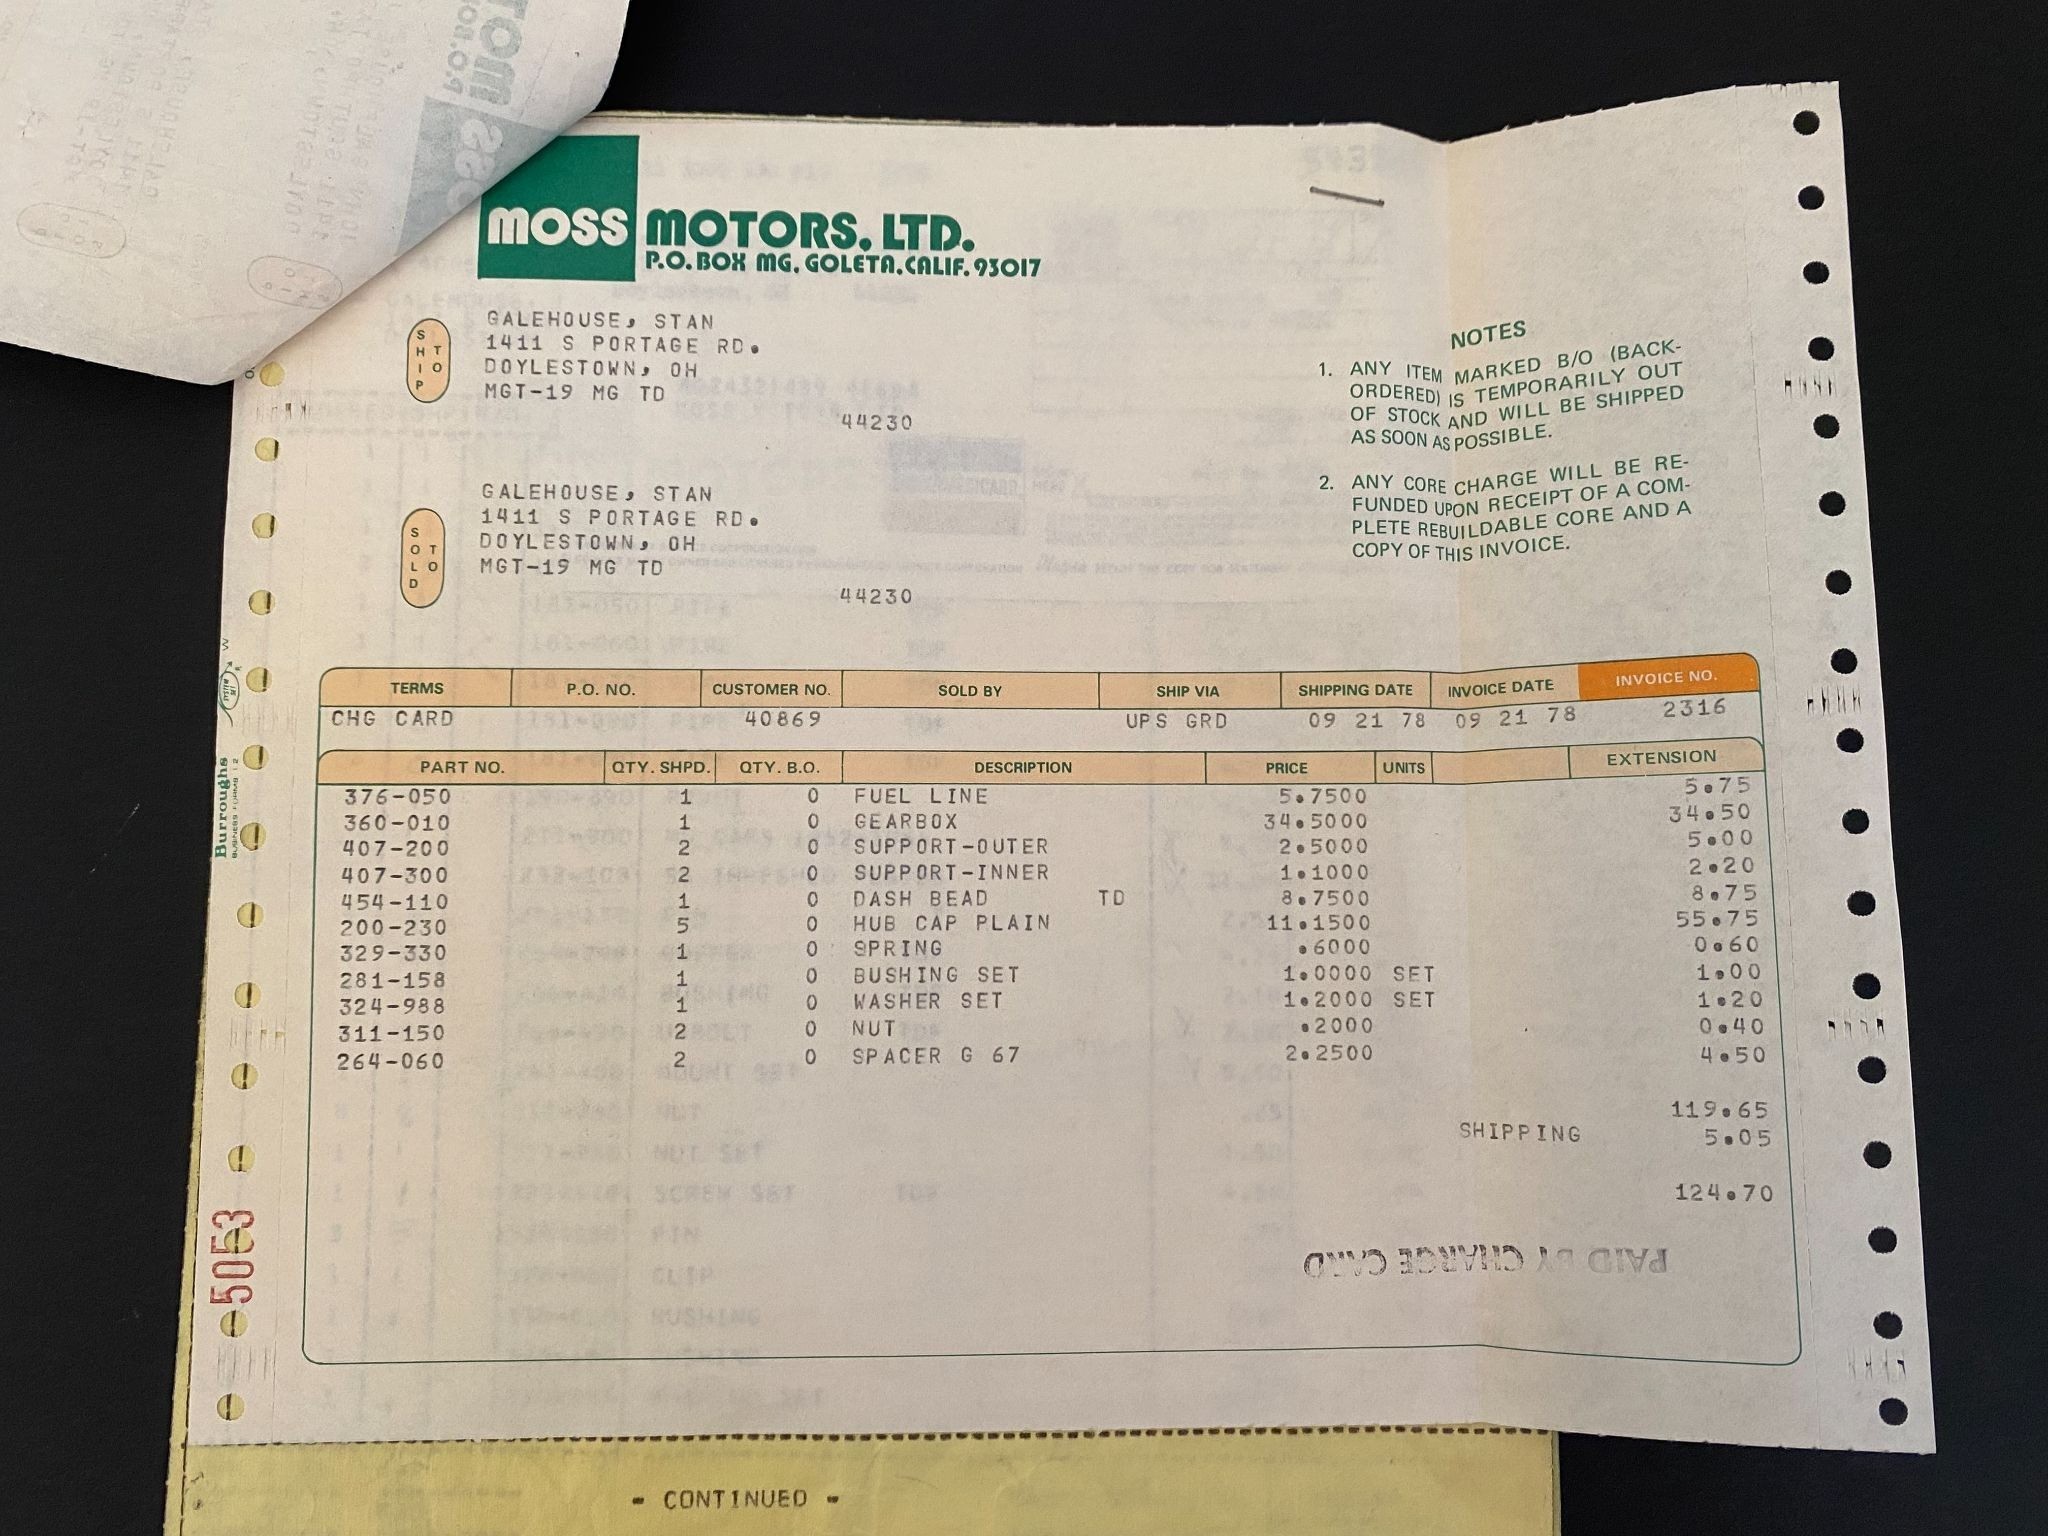 MOSS MOTORS, LTD.
P.O. BOX MG, GOLETA, CALIF. 93017
SHIP TO
GALEHOUSE, STAN
1411 S PORTAGE RD.
DOYLESTOWN, OH
MGT-19 MG TD
44230
SOLD TO
GALEHOUSE, STAN
1411 S PORTAGE RD.
DOYLESTOWN, OH
MGT-19 MG TD
44230
NOTES
1. ANY ITEM MARKED B/O (BACK-
ORDERED) IS TEMPORARILY OUT
OF STOCK AND WILL BE SHIPPED
AS SOON AS POSSIBLE.
2. ANY CORE CHARGE WILL BE RE-
FUNDED UPON RECEIPT OF A COM-
PLETE REBUILDABLE CORE AND A
COPY OF THIS INVOICE.
TERMS P.O. NO. CUSTOMER NO. SOLD BY SHIP VIA SHIPPING DATE INVOICE DATE INVOICE NO.
CHG CARD 40869 UPS GRD 09 21 78 09 21 78 2316
PART NO. QTY. SHPD. QTY. B.O. DESCRIPTION PRICE UNITS EXTENSION
376-050 1 0 FUEL LINE 5.7500 5.75
360-010 1 0 GEARBOX 34.5000 34.50
407-200 2 0 SUPPORT-OUTER 2.5000 5.00
407-300 2 0 SUPPORT-INNER 1.1000 2.20
454-110 1 0 DASH BEAD TD 8.7500 8.75
200-230 5 0 HUB CAP PLAIN 11.1500 55.75
329-330 1 0 SPRING .6000 0.60
281-158 1 0 BUSHING SET 1.0000 SET 1.00
324-988 1 0 WASHER SET 1.2000 SET 1.20
311-150 2 0 NUT .2000 0.40
264-060 2 0 SPACER G 67 2.2500 4.50
119.65
SHIPPING 5.05
124.70
PAID BY CHARGE CARD
Burroughs
BUSINESS FORMS
5053
- CONTINUED -